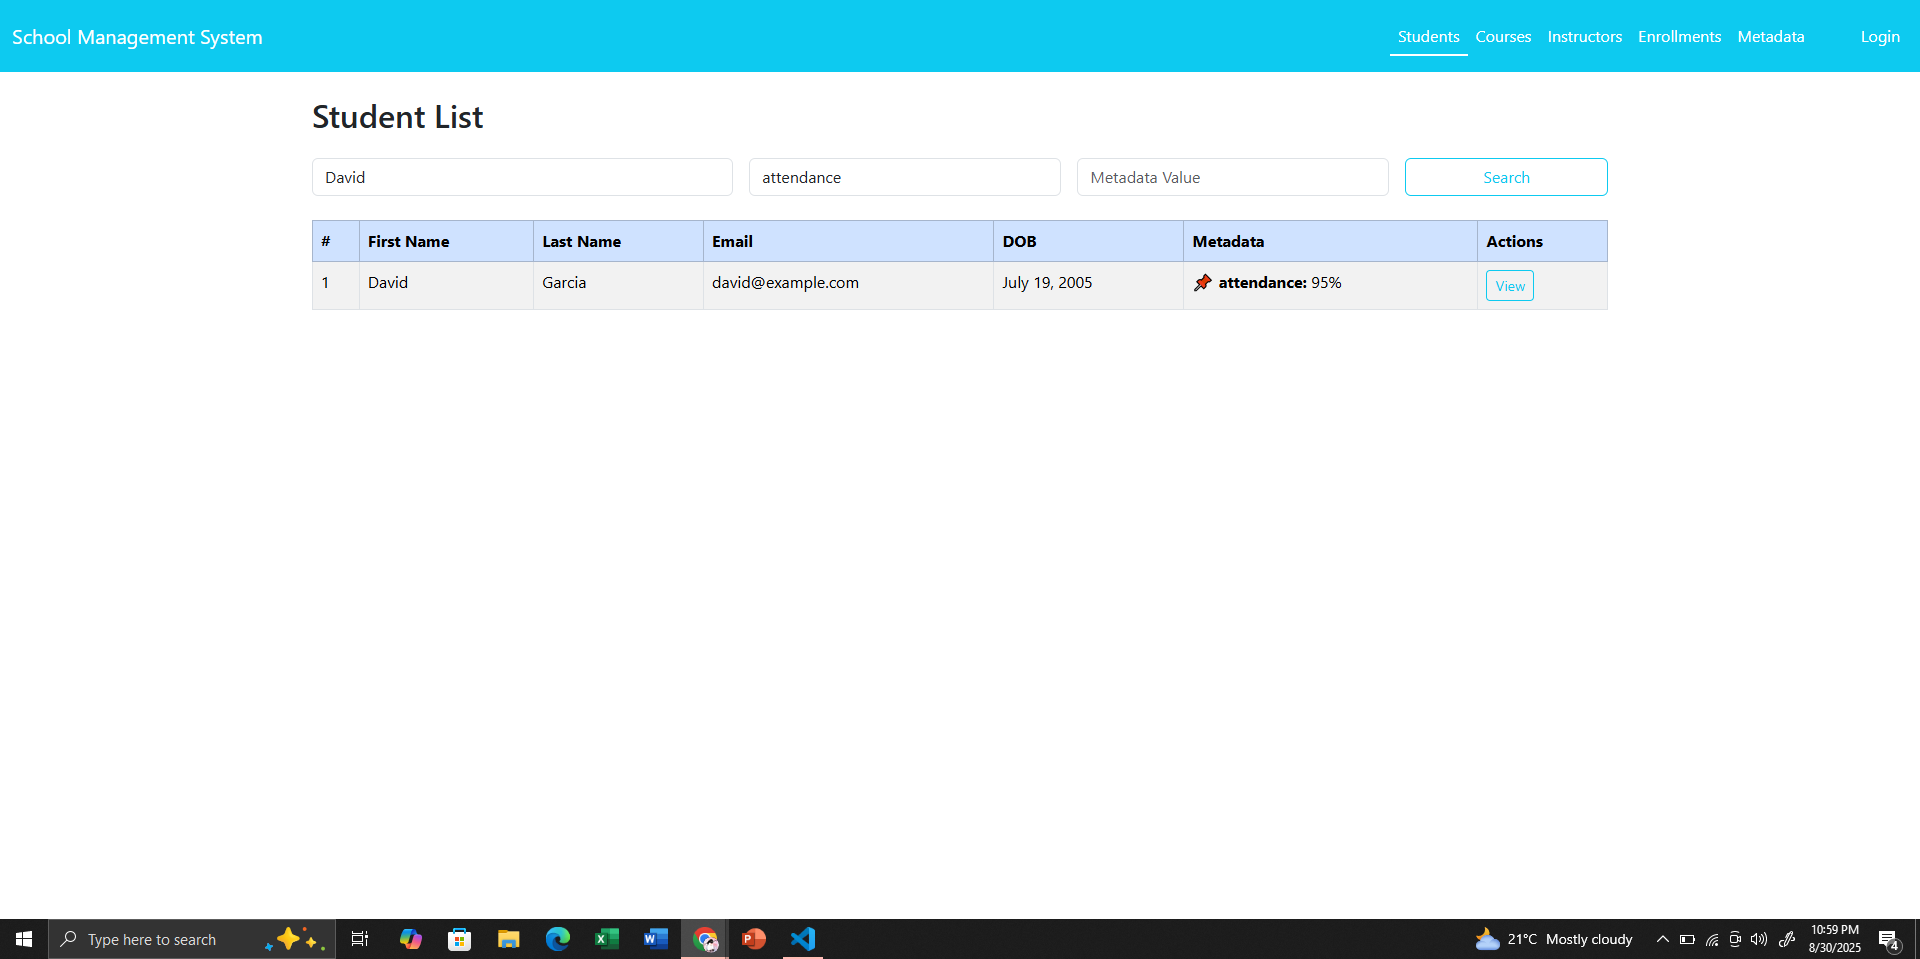 School Management System
Students Courses Instructors Enrollments Metadata Login
Student List
David attendance Metadata Value Search
# First Name Last Name Email DOB Metadata Actions
1 David Garcia david@example.com July 19, 2005 attendance: 95% View
Type here to search
21°C Mostly cloudy
10:59 PM
8/30/2025
4